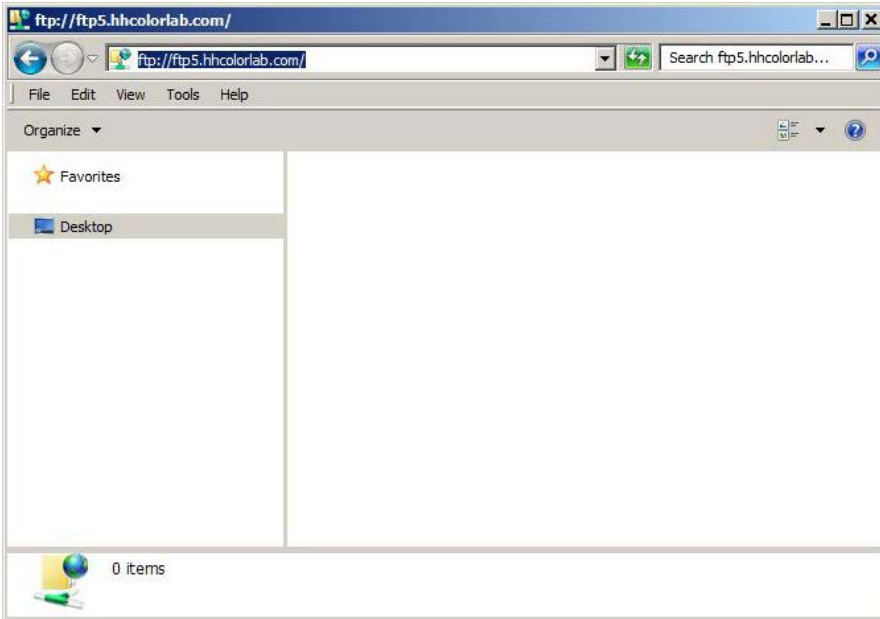 ftp://ftp5.hhcolorlab.com/
ftp://ftp5.hhcolorlab.com/ Search ftp5.hhcolorlab...
File Edit View Tools Help
Organize
Favorites
Desktop
0 items